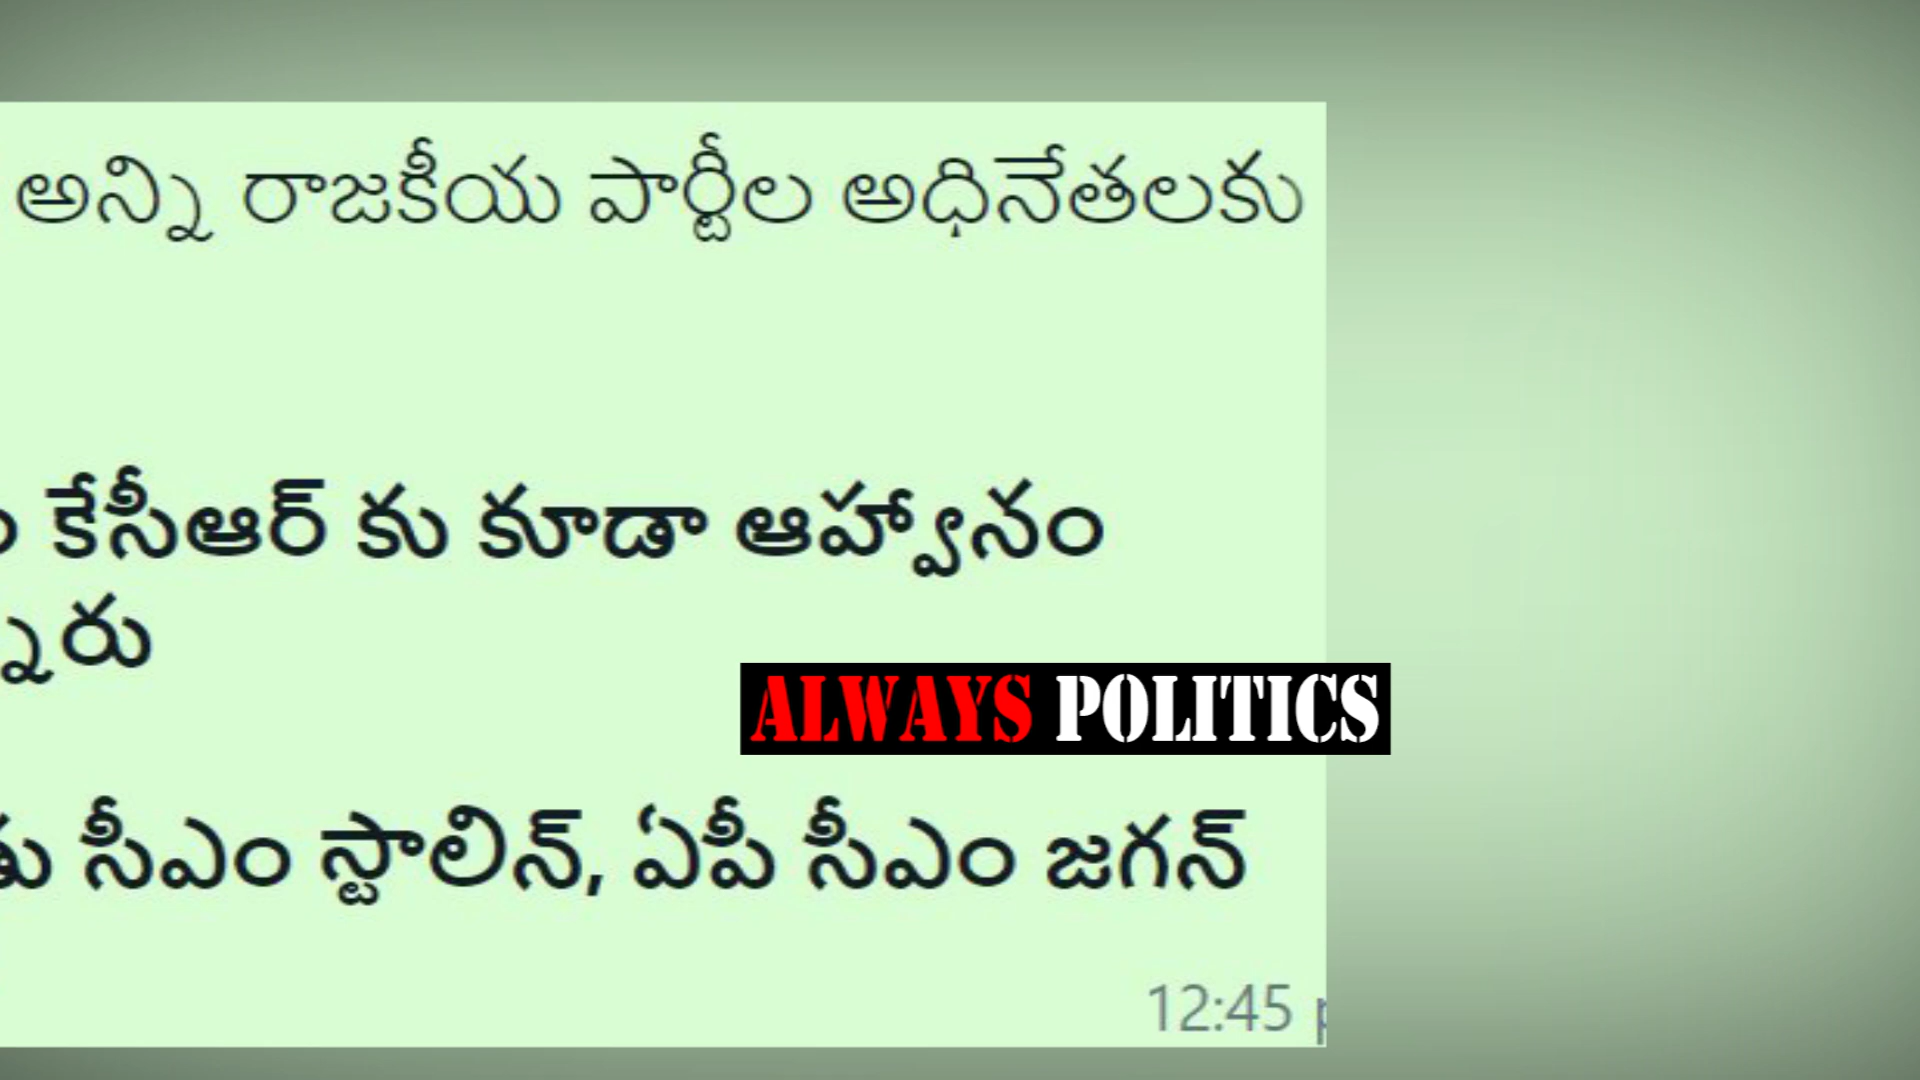 అన్ని రాజకీయ పార్టీల అధినేతలకు
కేసీఆర్ కు కూడా ఆహ్వానం
ALWAYS POLITICS
సీఎం స్టాలిన్, ఏపీ సీఎం జగన్
12:45